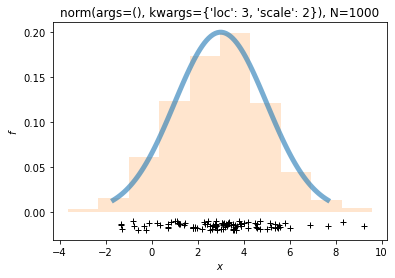 norm(args=(), kwargs={'loc': 3, 'scale': 2}), N=1000
0.20
0.15
0.10
0.05
0.00
f
−4 −2 0 2 4 6 8 10
x